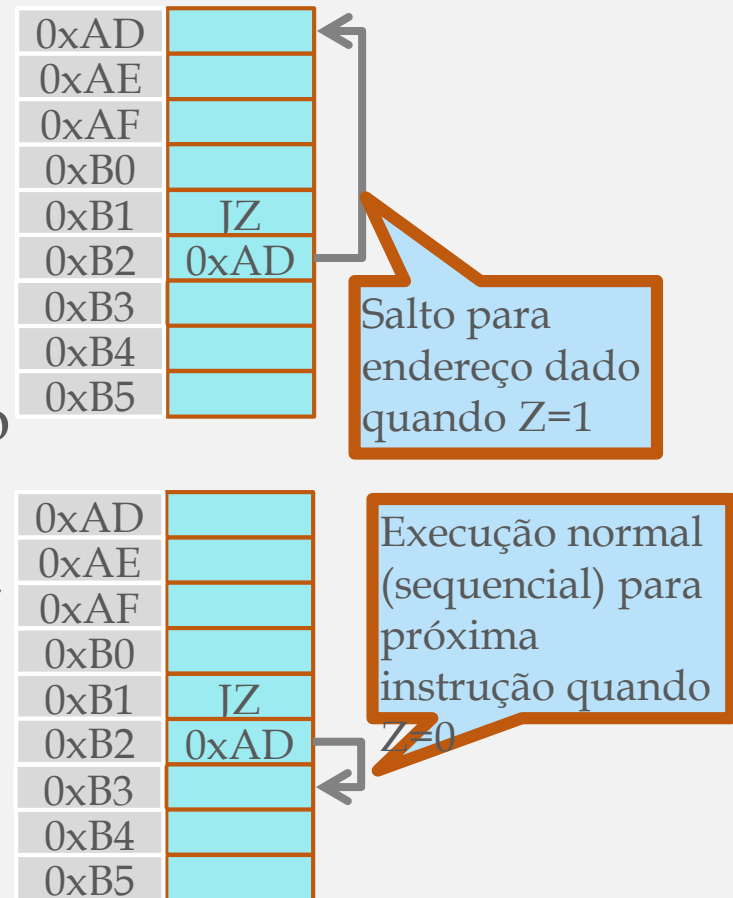 0xAD
0xAE
0xAF
0xB0
0xB1 JZ
0xB2 0xAD
0xB3
0xB4
0xB5
Salto para
endereço dado
quando Z=1
0xAD
0xAE
0xAF
0xB0
0xB1 JZ
0xB2 0xAD
0xB3
0xB4
0xB5
Execução normal
(sequencial) para
próxima
instrução quando
Z=0